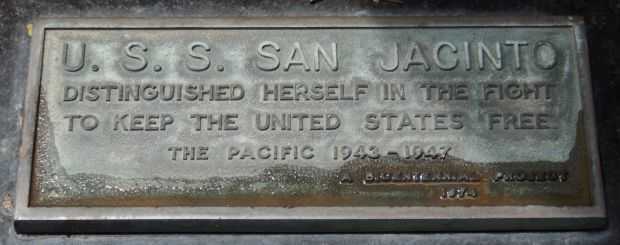 U. S. S. SAN JACINTO
DISTINGUISHED HERSELF IN THE FIGHT
TO KEEP THE UNITED STATES FREE.
THE PACIFIC 1943-1947
A BICENTENNIAL PROJECT
1974